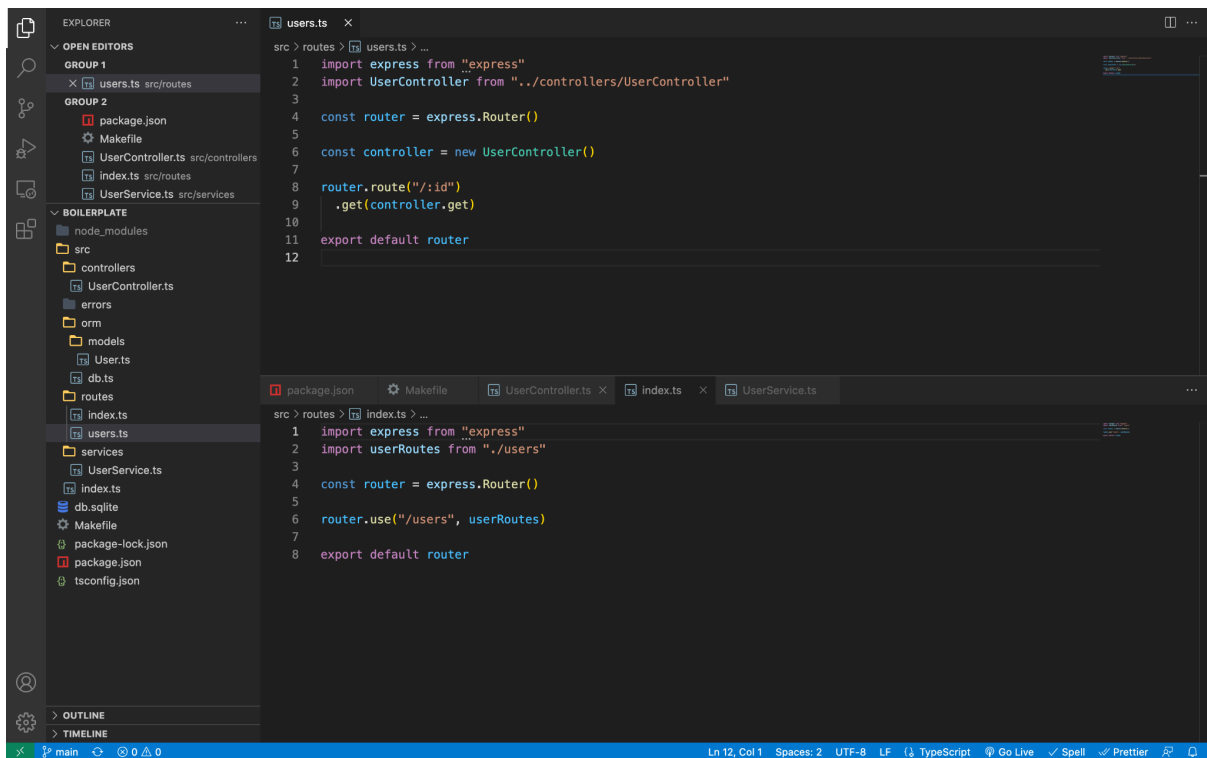 EXPLORER
OPEN EDITORS
GROUP 1
users.ts src/routes
GROUP 2
package.json
Makefile
UserController.ts src/controllers
index.ts src/routes
UserService.ts src/services
BOILERPLATE
node_modules
src
controllers
UserController.ts
errors
orm
models
User.ts
db.ts
routes
index.ts
users.ts
services
UserService.ts
index.ts
db.sqlite
Makefile
package-lock.json
package.json
tsconfig.json
OUTLINE
TIMELINE
users.ts
src > routes > users.ts > ...
1 import express from "express"
2 import UserController from "../controllers/UserController"
3
4 const router = express.Router()
5
6 const controller = new UserController()
7
8 router.route("/:id")
9 .get(controller.get)
10
11 export default router
12
package.json Makefile UserController.ts index.ts UserService.ts
src > routes > index.ts > ...
1 import express from "express"
2 import userRoutes from "./users"
3
4 const router = express.Router()
5
6 router.use("/users", userRoutes)
7
8 export default router
main 0 0 Ln 12, Col 1 Spaces: 2 UTF-8 LF TypeScript Go Live Spell Prettier